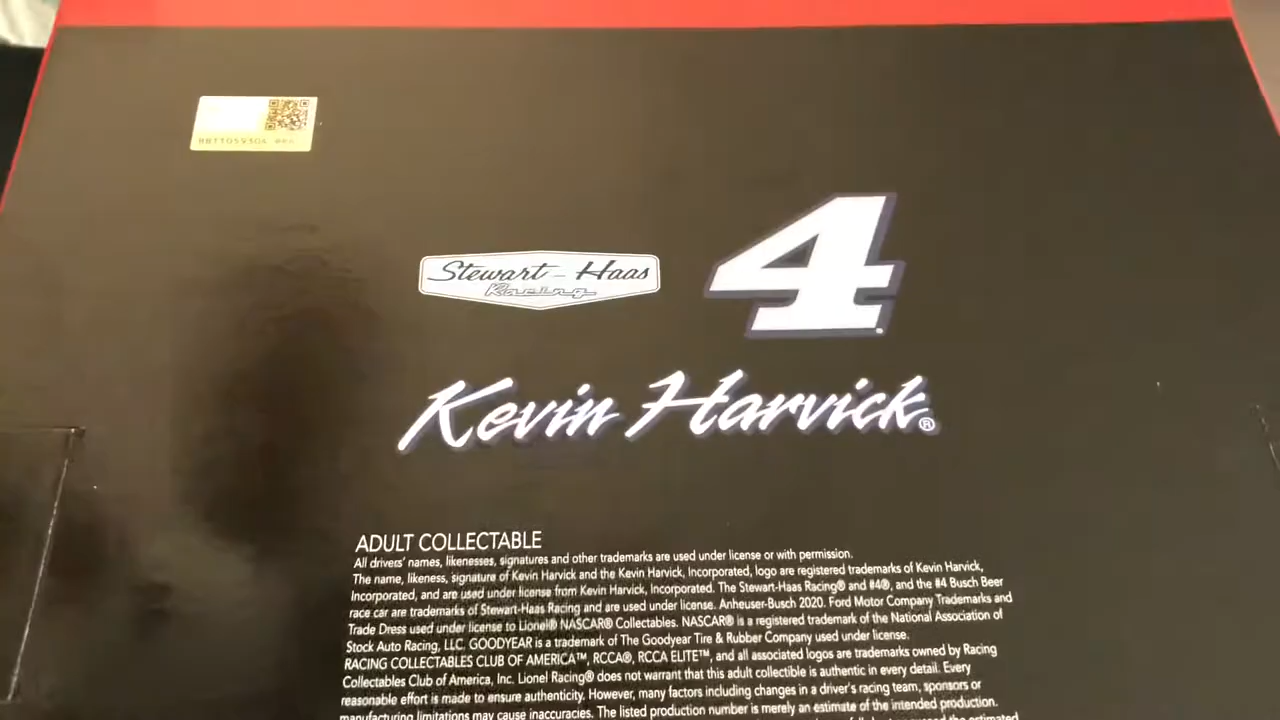 Stewart-Haas
Racing
4
Kevin Harvick®
ADULT COLLECTABLE
All drivers' names, likenesses, signatures and other trademarks are used under license or with permission.
The name, likeness, signature of Kevin Harvick and the Kevin Harvick, Incorporated, logo are registered trademarks of Kevin Harvick,
Incorporated, and are used under license from Kevin Harvick, Incorporated. The Stewart-Haas Racing® and #4®, and the #4 Busch Beer
race car are trademarks of Stewart-Haas Racing and are used under license. Anheuser-Busch 2020. Ford Motor Company Trademarks and
Trade Dress used under license to Lionel® NASCAR® Collectables. NASCAR® is a registered trademark of the National Association of
Stock Auto Racing, LLC. GOODYEAR is a trademark of The Goodyear Tire & Rubber Company used under license.
RACING COLLECTABLES CLUB OF AMERICA™, RCCA®, RCCA ELITE™, and all associated logos are trademarks owned by Racing
Collectables Club of America, Inc. Lionel Racing® does not warrant that this adult collectible is authentic in every detail. Every
reasonable effort is made to ensure authenticity. However, many factors including changes in a driver's racing team, sponsors or
manufacturing limitations may cause inaccuracies. The listed production number is merely an estimate of the intended production.
the estimated